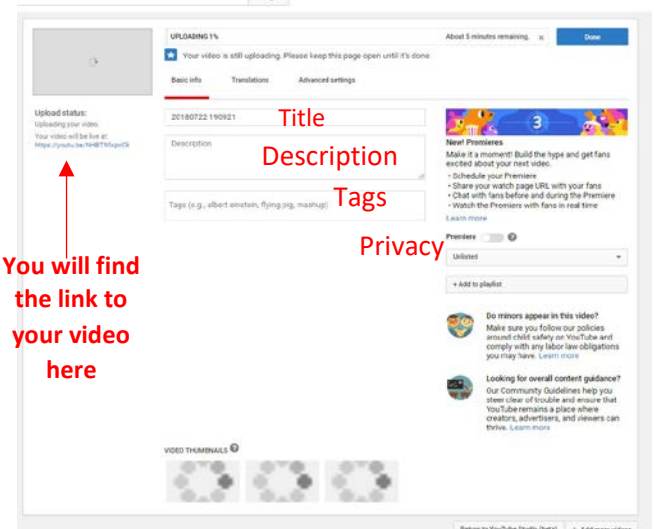 UPLOADING 1%
About 5 minutes remaining. x
Done
Your video is still uploading. Please keep this page open until it's done
Basic info Translations Advanced settings
Upload status:
Uploading your video.
Your video will be live at:
20180722 190921
Title
Description
Description
Tags (e.g., albert einstein, flying pig, mashup)
Tags
Privacy
You will find
the link to
your video
here
3
New! Premieres
Make it a moment! Build the hype and get fans
excited about your next video.
- Schedule your Premiere
- Share your watch page URL with your fans
- Chat with fans before and during the Premiere
- Watch the Premiere with fans in real time
Learn more
Premiere ?
Unlisted
+ Add to playlist
Do minors appear in this video?
Make sure you follow our policies
around child safety on YouTube and
comply with any labor law obligations
you may have. Learn more
Looking for overall content guidance?
Our Community Guidelines help you
steer clear of trouble and ensure that
YouTube remains a place where
creators, advertisers, and viewers can
thrive. Learn more
VIDEO THUMBNAILS ?